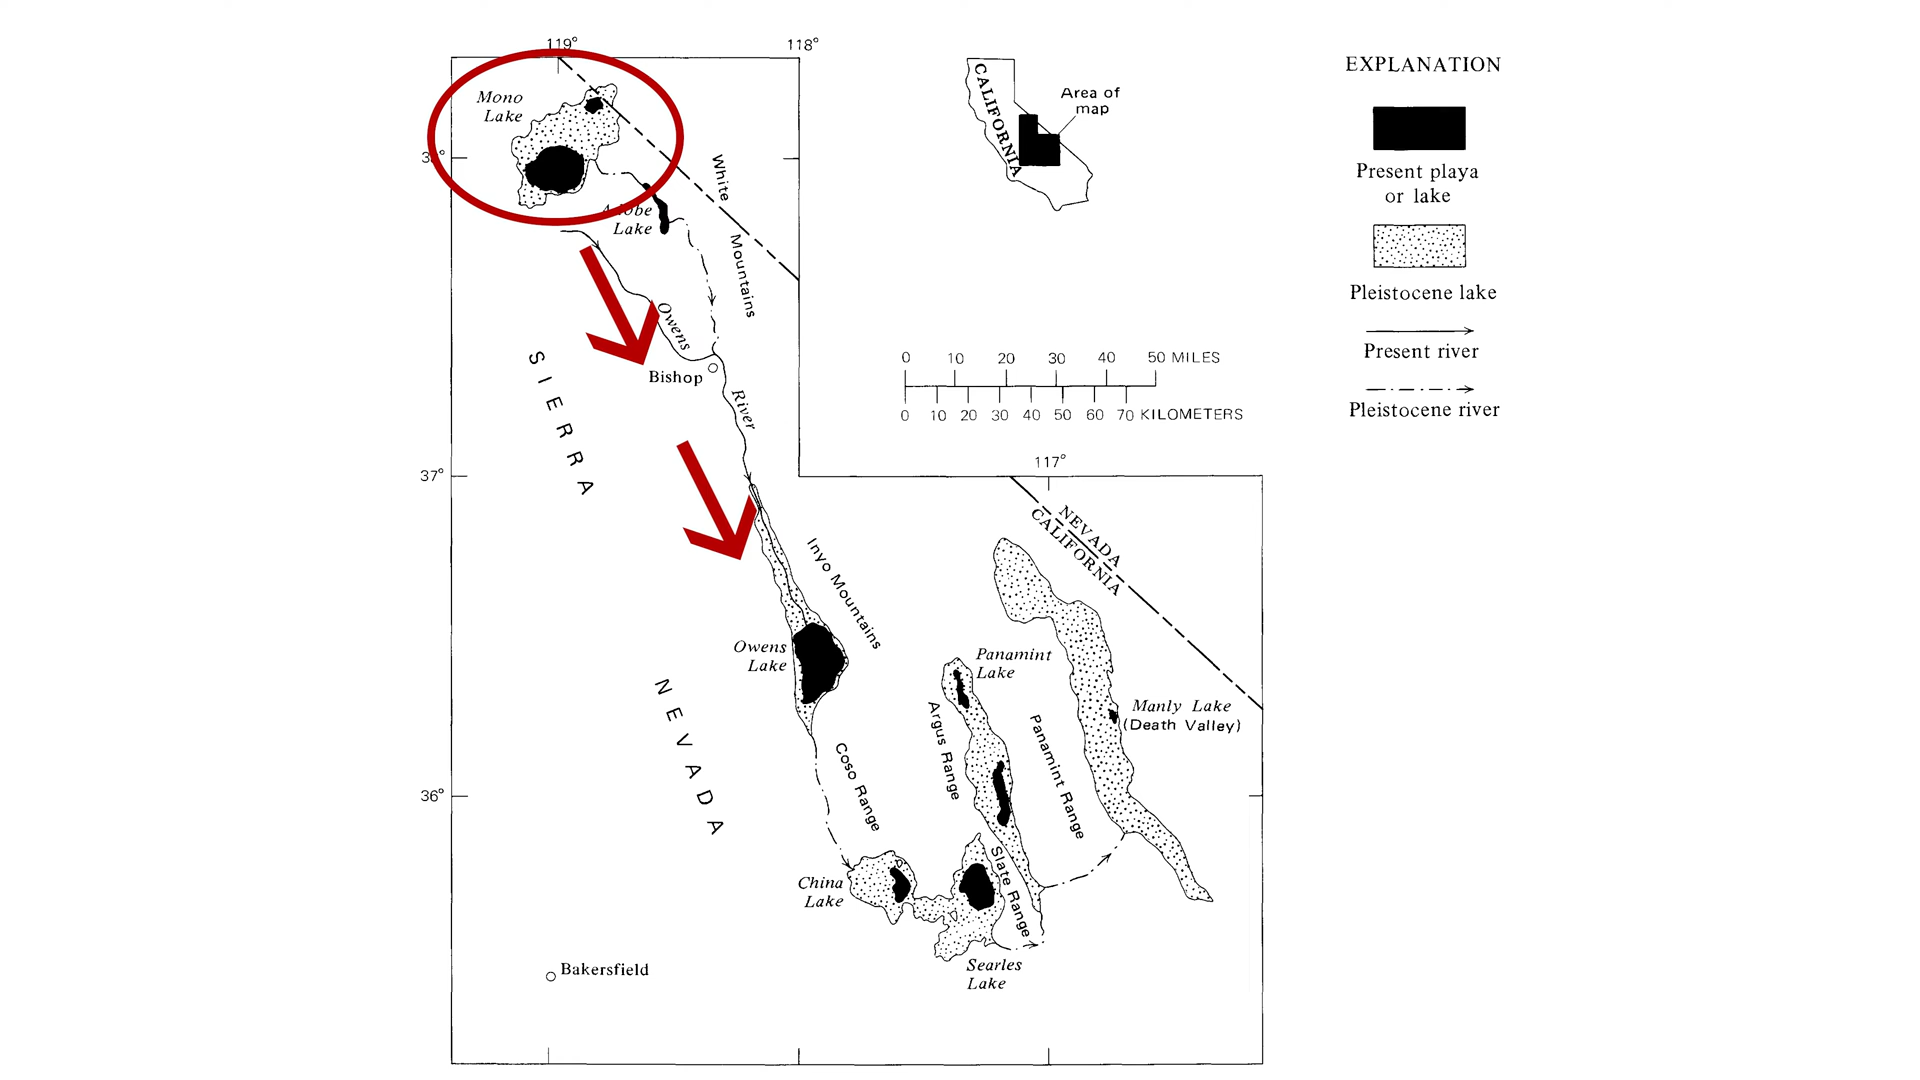 119°
118°
Mono
Lake
Lake
White
Mountains
Owens
River
Bishop
SIERRA
NEVADA
37°
36°
Inyo Mountains
Owens
Lake
Coso Range
China
Lake
Searles
Lake
Slate Range
Argus Range
Panamint
Lake
Panamint Range
Manly Lake
(Death Valley)
117°
NEVADA
CALIFORNIA
Bakersfield
CALIFORNIA
Area of
map
0 10 20 30 40 50 MILES
0 10 20 30 40 50 60 70 KILOMETERS
EXPLANATION
Present playa
or lake
Pleistocene lake
Present river
Pleistocene river